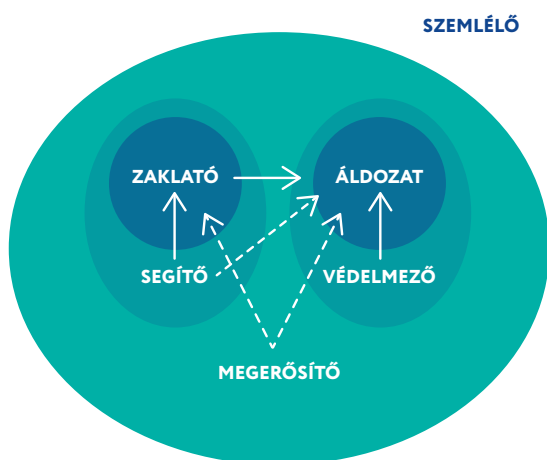 SZEMLÉLŐ
ZAKLATÓ
ÁLDOZAT
SEGÍTŐ
VÉDELMEZŐ
MEGERŐSÍTŐ